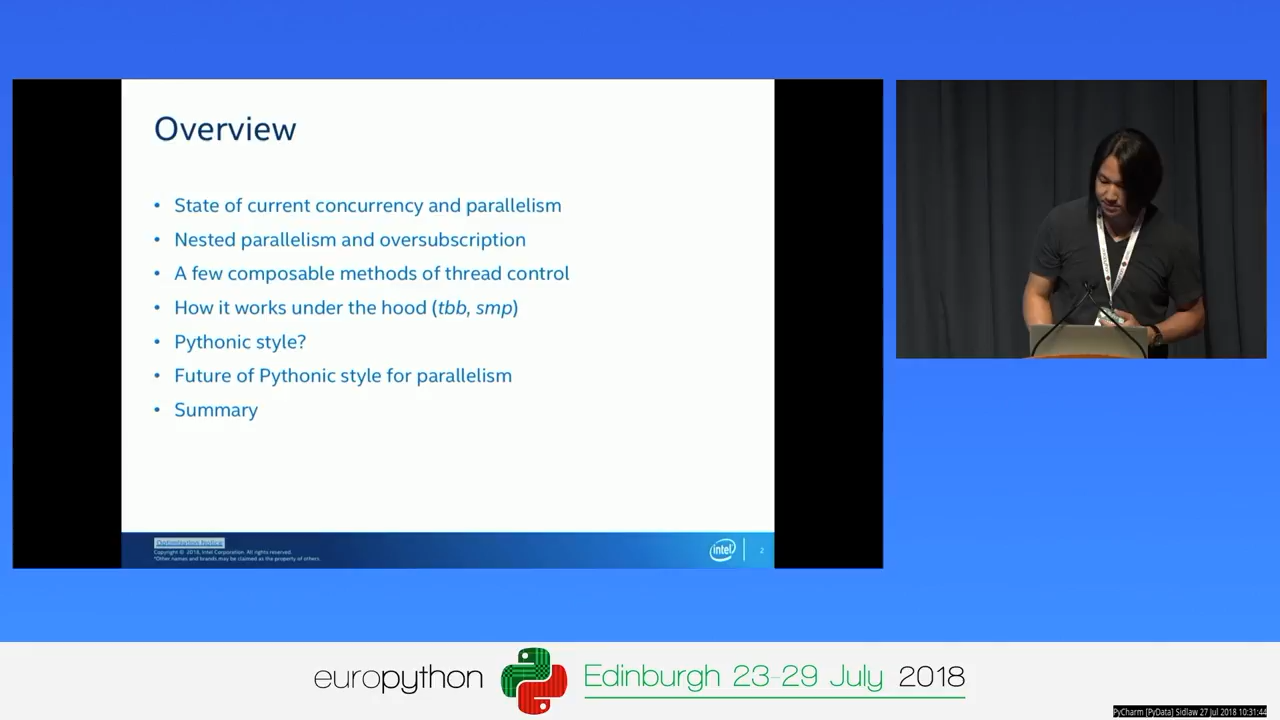 Overview
• State of current concurrency and parallelism
• Nested parallelism and oversubscription
• A few composable methods of thread control
• How it works under the hood (tbb, smp)
• Pythonic style?
• Future of Pythonic style for parallelism
• Summary
Optimization Notice
Copyright © 2018, Intel Corporation. All rights reserved.
*Other names and brands may be claimed as the property of others.
intel
2
europython
Edinburgh 23-29 July 2018
PyCharm [PyData] Sidlaw 27 Jul 2018 10:31:44